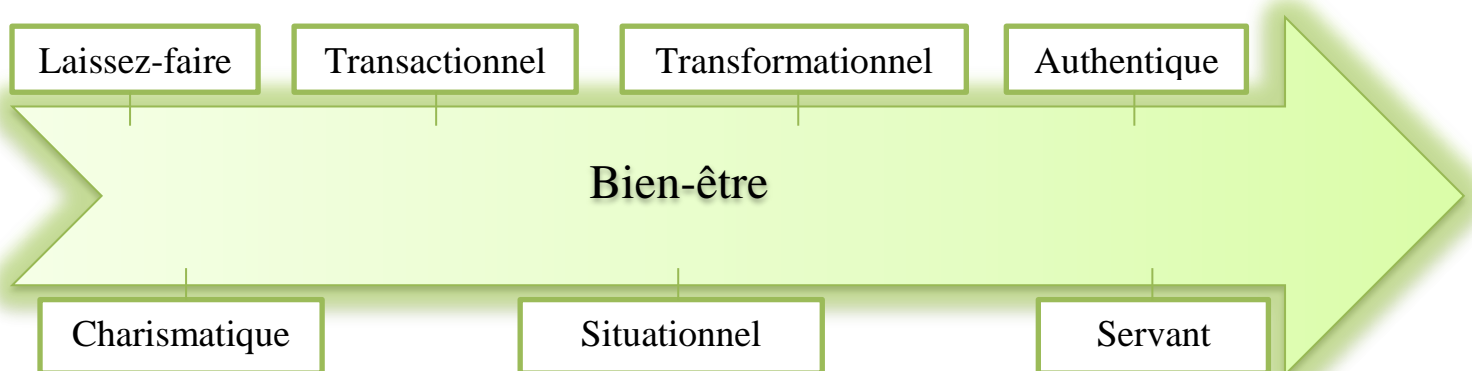 Laissez-faire
Transactionnel
Transformationnel
Authentique
Bien-être
Charismatique
Situationnel
Servant